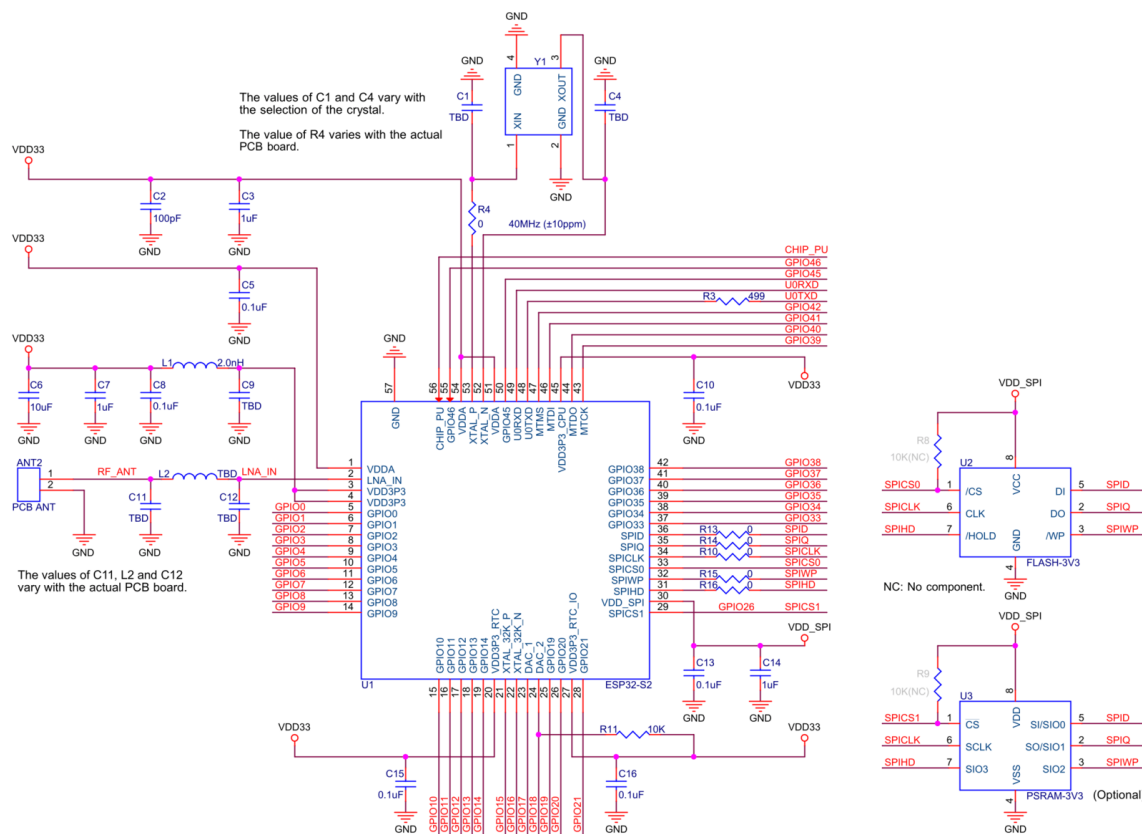 GND
3
4
Y1
GND
GND
GND
XOUT
C1
C4
TBD
TBD
XIN
GND
1
2
GND
The values of C1 and C4 vary with
the selection of the crystal.
The value of R4 varies with the actual
PCB board.
VDD33
C2
100pF
GND
C3
1uF
GND
R4
0
40MHz (±10ppm)
VDD33
C5
0.1uF
GND
CHIP_PU
GPIO46
GPIO45
U0RXD
R3
499
U0TXD
GPIO42
GPIO41
GPIO40
GPIO39
VDD33
L1
2.0nH
C6
10uF
GND
C7
1uF
GND
C8
0.1uF
GND
C9
TBD
GND
GND
C10
0.1uF
GND
VDD33
57
56
55
54
53
52
51
50
49
48
47
46
45
44
43
GND
CHIP_PU
GPIO46
VDDA
XTAL_P
XTAL_N
VDDA
GPIO45
U0RXD
U0TXD
MTMS
MTDI
VDD3P3_CPU
MTDO
MTCK
ANT2
1
2
PCB ANT
RF_ANT
L2
TBD
LNA_IN
C11
TBD
GND
C12
TBD
GND
GND
The values of C11, L2 and C12
vary with the actual PCB board.
1 VDDA
2 LNA_IN
3 VDD3P3
4 VDD3P3
GPIO0 5 GPIO0
GPIO1 6 GPIO1
GPIO2 7 GPIO2
GPIO3 8 GPIO3
GPIO4 9 GPIO4
GPIO5 10 GPIO5
GPIO6 11 GPIO6
GPIO7 12 GPIO7
GPIO8 13 GPIO8
GPIO9 14 GPIO9
GPIO38 42 GPIO38
GPIO37 41 GPIO37
GPIO36 40 GPIO36
GPIO35 39 GPIO35
GPIO34 38 GPIO34
GPIO33 37 GPIO33
SPID 36 R13 0 SPID
SPIQ 35 R14 0 SPIQ
SPICLK 34 R10 0 SPICLK
SPICS0 33 SPICS0
SPIWP 32 R15 0 SPIWP
SPIHD 31 R16 0 SPIHD
VDD_SPI 30
SPICS1 29 GPIO26 SPICS1
GPIO10
GPIO11
GPIO12
GPIO13
GPIO14
VDD3P3_RTC
XTAL_32K_P
XTAL_32K_N
DAC_1
DAC_2
GPIO19
GPIO20
VDD3P3_RTC_IO
GPIO21
U1
ESP32-S2
15
16
17
18
19
20
21
22
23
24
25
26
27
28
VDD_SPI
C13
0.1uF
GND
C14
1uF
GND
VDD33
C15
0.1uF
GND
R11
10K
VDD33
C16
0.1uF
GND
GPIO10
GPIO11
GPIO12
GPIO13
GPIO14
GPIO15
GPIO16
GPIO17
GPIO18
GPIO19
GPIO20
GPIO21
VDD_SPI
R8
10K(NC)
U2
8
VCC
SPICS0 1 /CS
SPICLK 6 CLK
SPIHD 7 /HOLD
DI 5 SPID
DO 2 SPIQ
/WP 3 SPIWP
GND
4
FLASH-3V3
GND
NC: No component.
VDD_SPI
R9
10K(NC)
U3
8
VDD
SPICS1 1 CS
SPICLK 6 SCLK
SPIHD 7 SIO3
SI/SIO0 5 SPID
SO/SIO1 2 SPIQ
SIO2 3 SPIWP
VSS
4
PSRAM-3V3
(Optional
GND